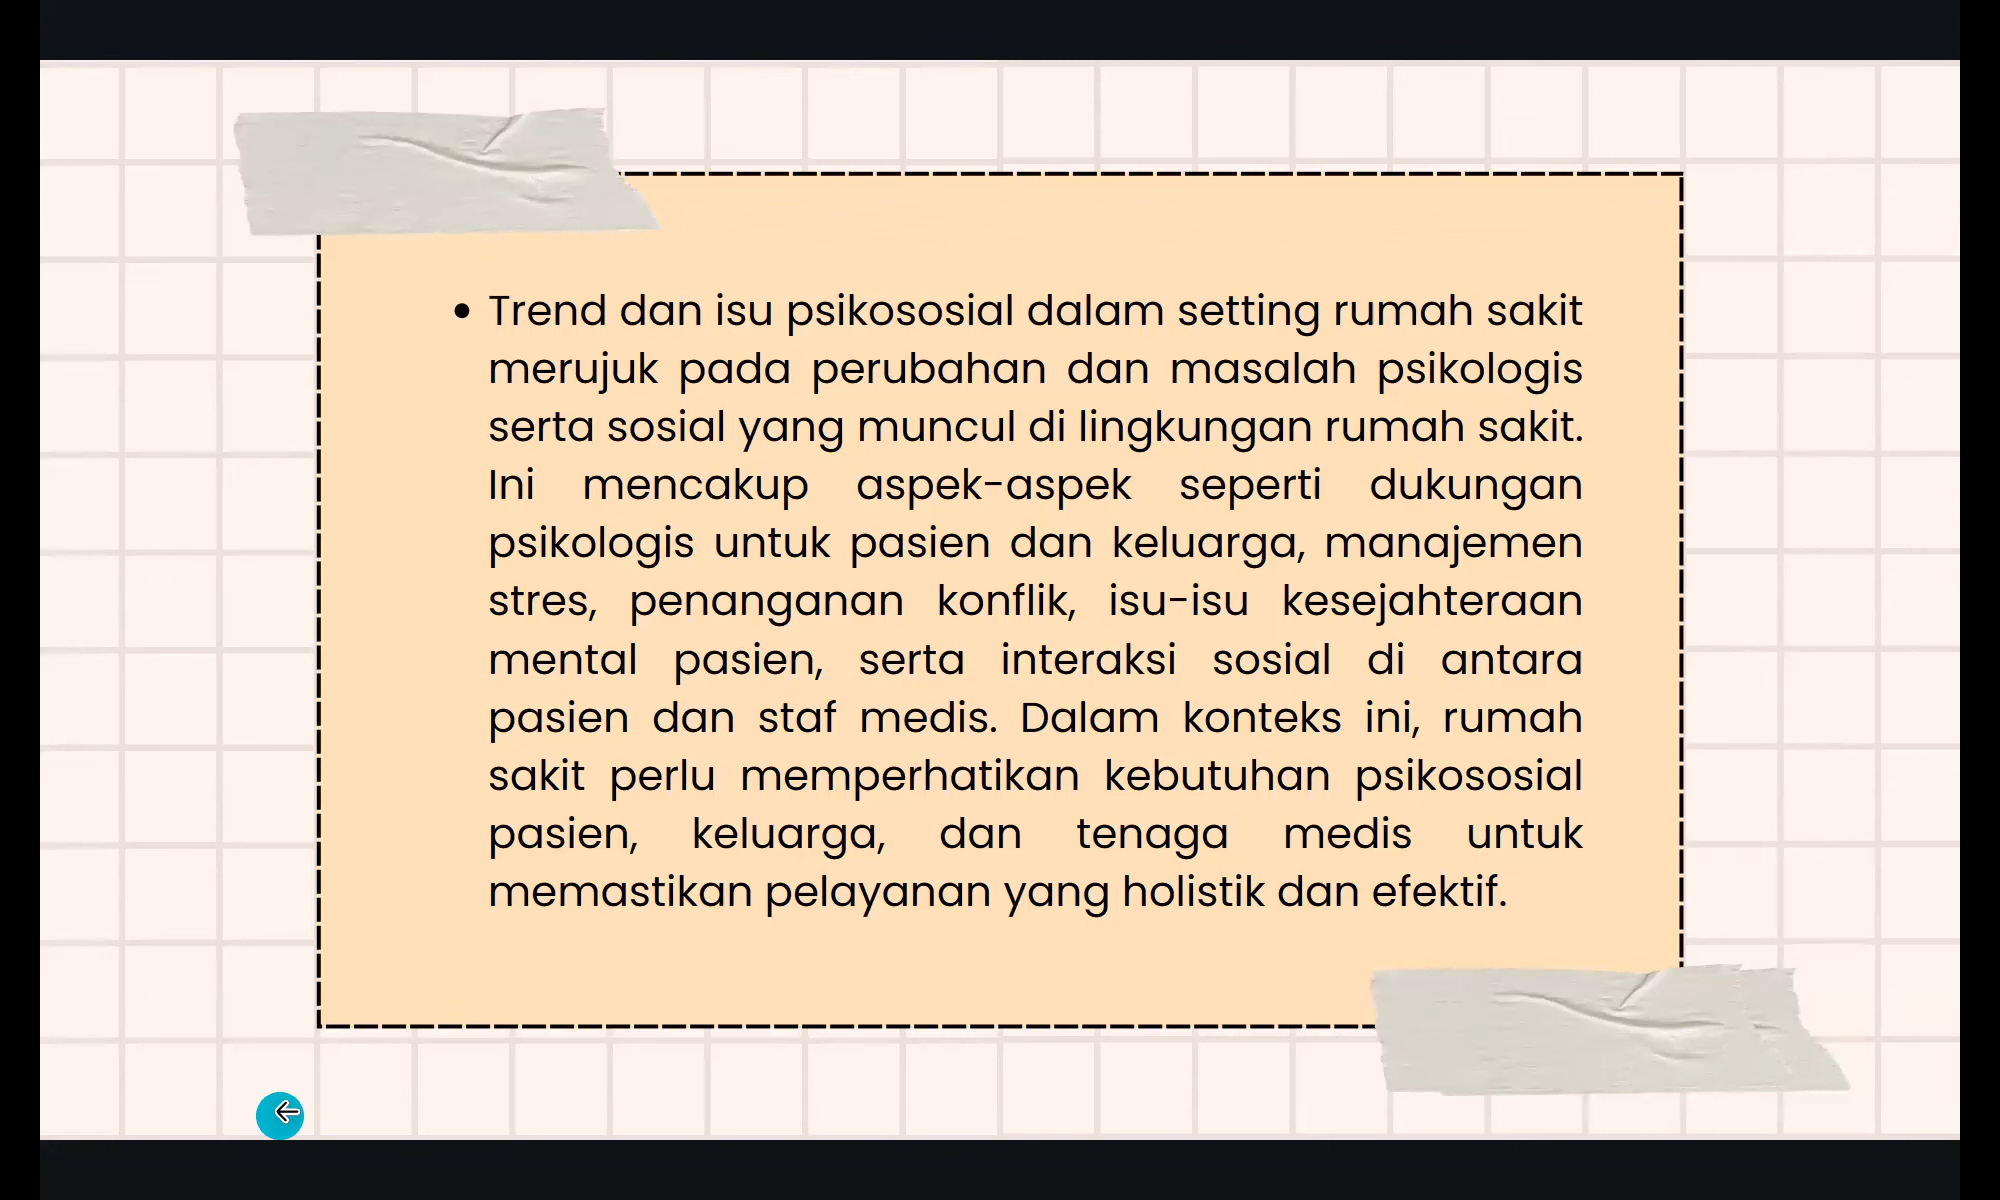 • Trend dan isu psikososial dalam setting rumah sakit
merujuk pada perubahan dan masalah psikologis
serta sosial yang muncul di lingkungan rumah sakit.
Ini mencakup aspek-aspek seperti dukungan
psikologis untuk pasien dan keluarga, manajemen
stres, penanganan konflik, isu-isu kesejahteraan
mental pasien, serta interaksi sosial di antara
pasien dan staf medis. Dalam konteks ini, rumah
sakit perlu memperhatikan kebutuhan psikososial
pasien, keluarga, dan tenaga medis untuk
memastikan pelayanan yang holistik dan efektif.